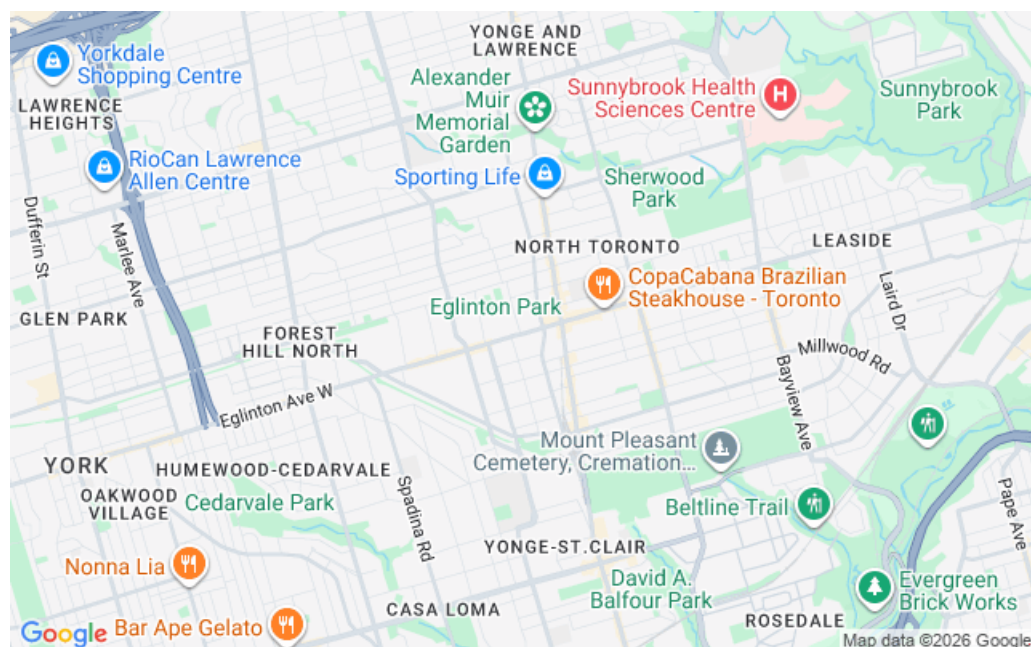 YONGE AND
LAWRENCE
Yorkdale
Shopping Centre
Alexander
Muir
Memorial
Garden
Sunnybrook Health
Sciences Centre
Sunnybrook
Park
LAWRENCE
HEIGHTS
RioCan Lawrence
Allen Centre
Sporting Life
Sherwood
Park
Dufferin St
Marlee Ave
NORTH TORONTO
LEASIDE
CopaCabana Brazilian
Steakhouse - Toronto
Laird Dr
Eglinton Park
GLEN PARK
FOREST
HILL NORTH
Millwood Rd
Bayview Ave
Eglinton Ave W
Mount Pleasant
Cemetery, Cremation...
YORK
HUMEWOOD-CEDARVALE
OAKWOOD
VILLAGE
Cedarvale Park
Spadina Rd
Beltline Trail
Pape Ave
YONGE-ST.CLAIR
Nonna Lia
David A.
Balfour Park
Evergreen
Brick Works
CASA LOMA
ROSEDALE
Bar Ape Gelato
Google
Map data ©2026 Google